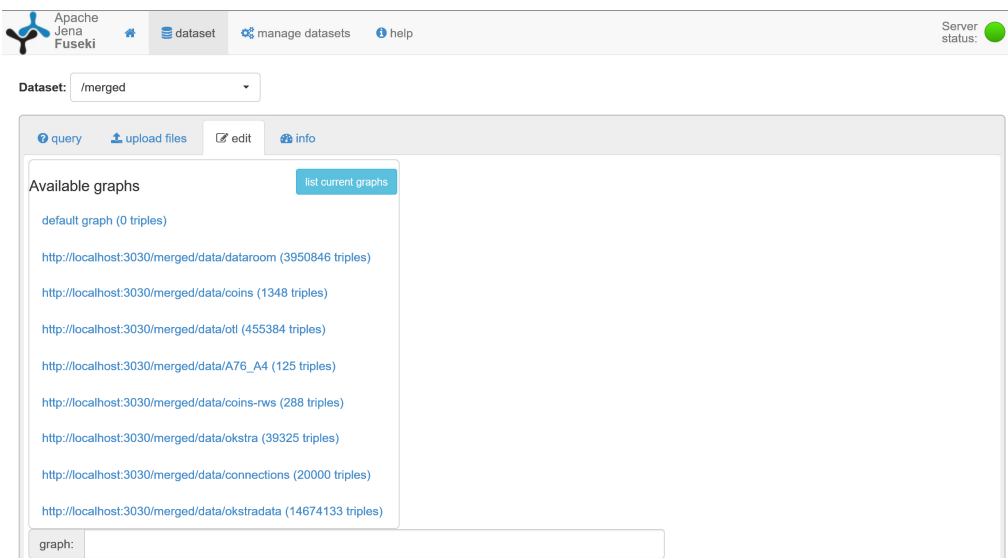 Apache
Jena
Fuseki
dataset
manage datasets
help
Server
status:
Dataset: /merged
query
upload files
edit
info
Available graphs
list current graphs
default graph (0 triples)
http://localhost:3030/merged/data/dataroom (3950846 triples)
http://localhost:3030/merged/data/coins (1348 triples)
http://localhost:3030/merged/data/otl (455384 triples)
http://localhost:3030/merged/data/A76_A4 (125 triples)
http://localhost:3030/merged/data/coins-rws (288 triples)
http://localhost:3030/merged/data/okstra (39325 triples)
http://localhost:3030/merged/data/connections (20000 triples)
http://localhost:3030/merged/data/okstradata (14674133 triples)
graph: